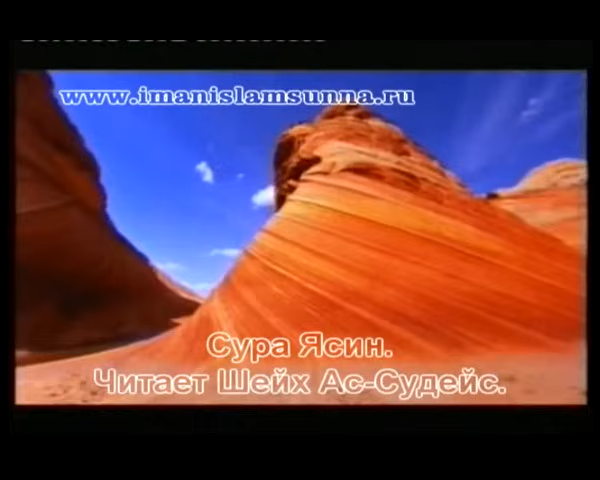 www.imanislamsunna.ru
Сура Ясин.
Читает Шейх Ас-Судейс.